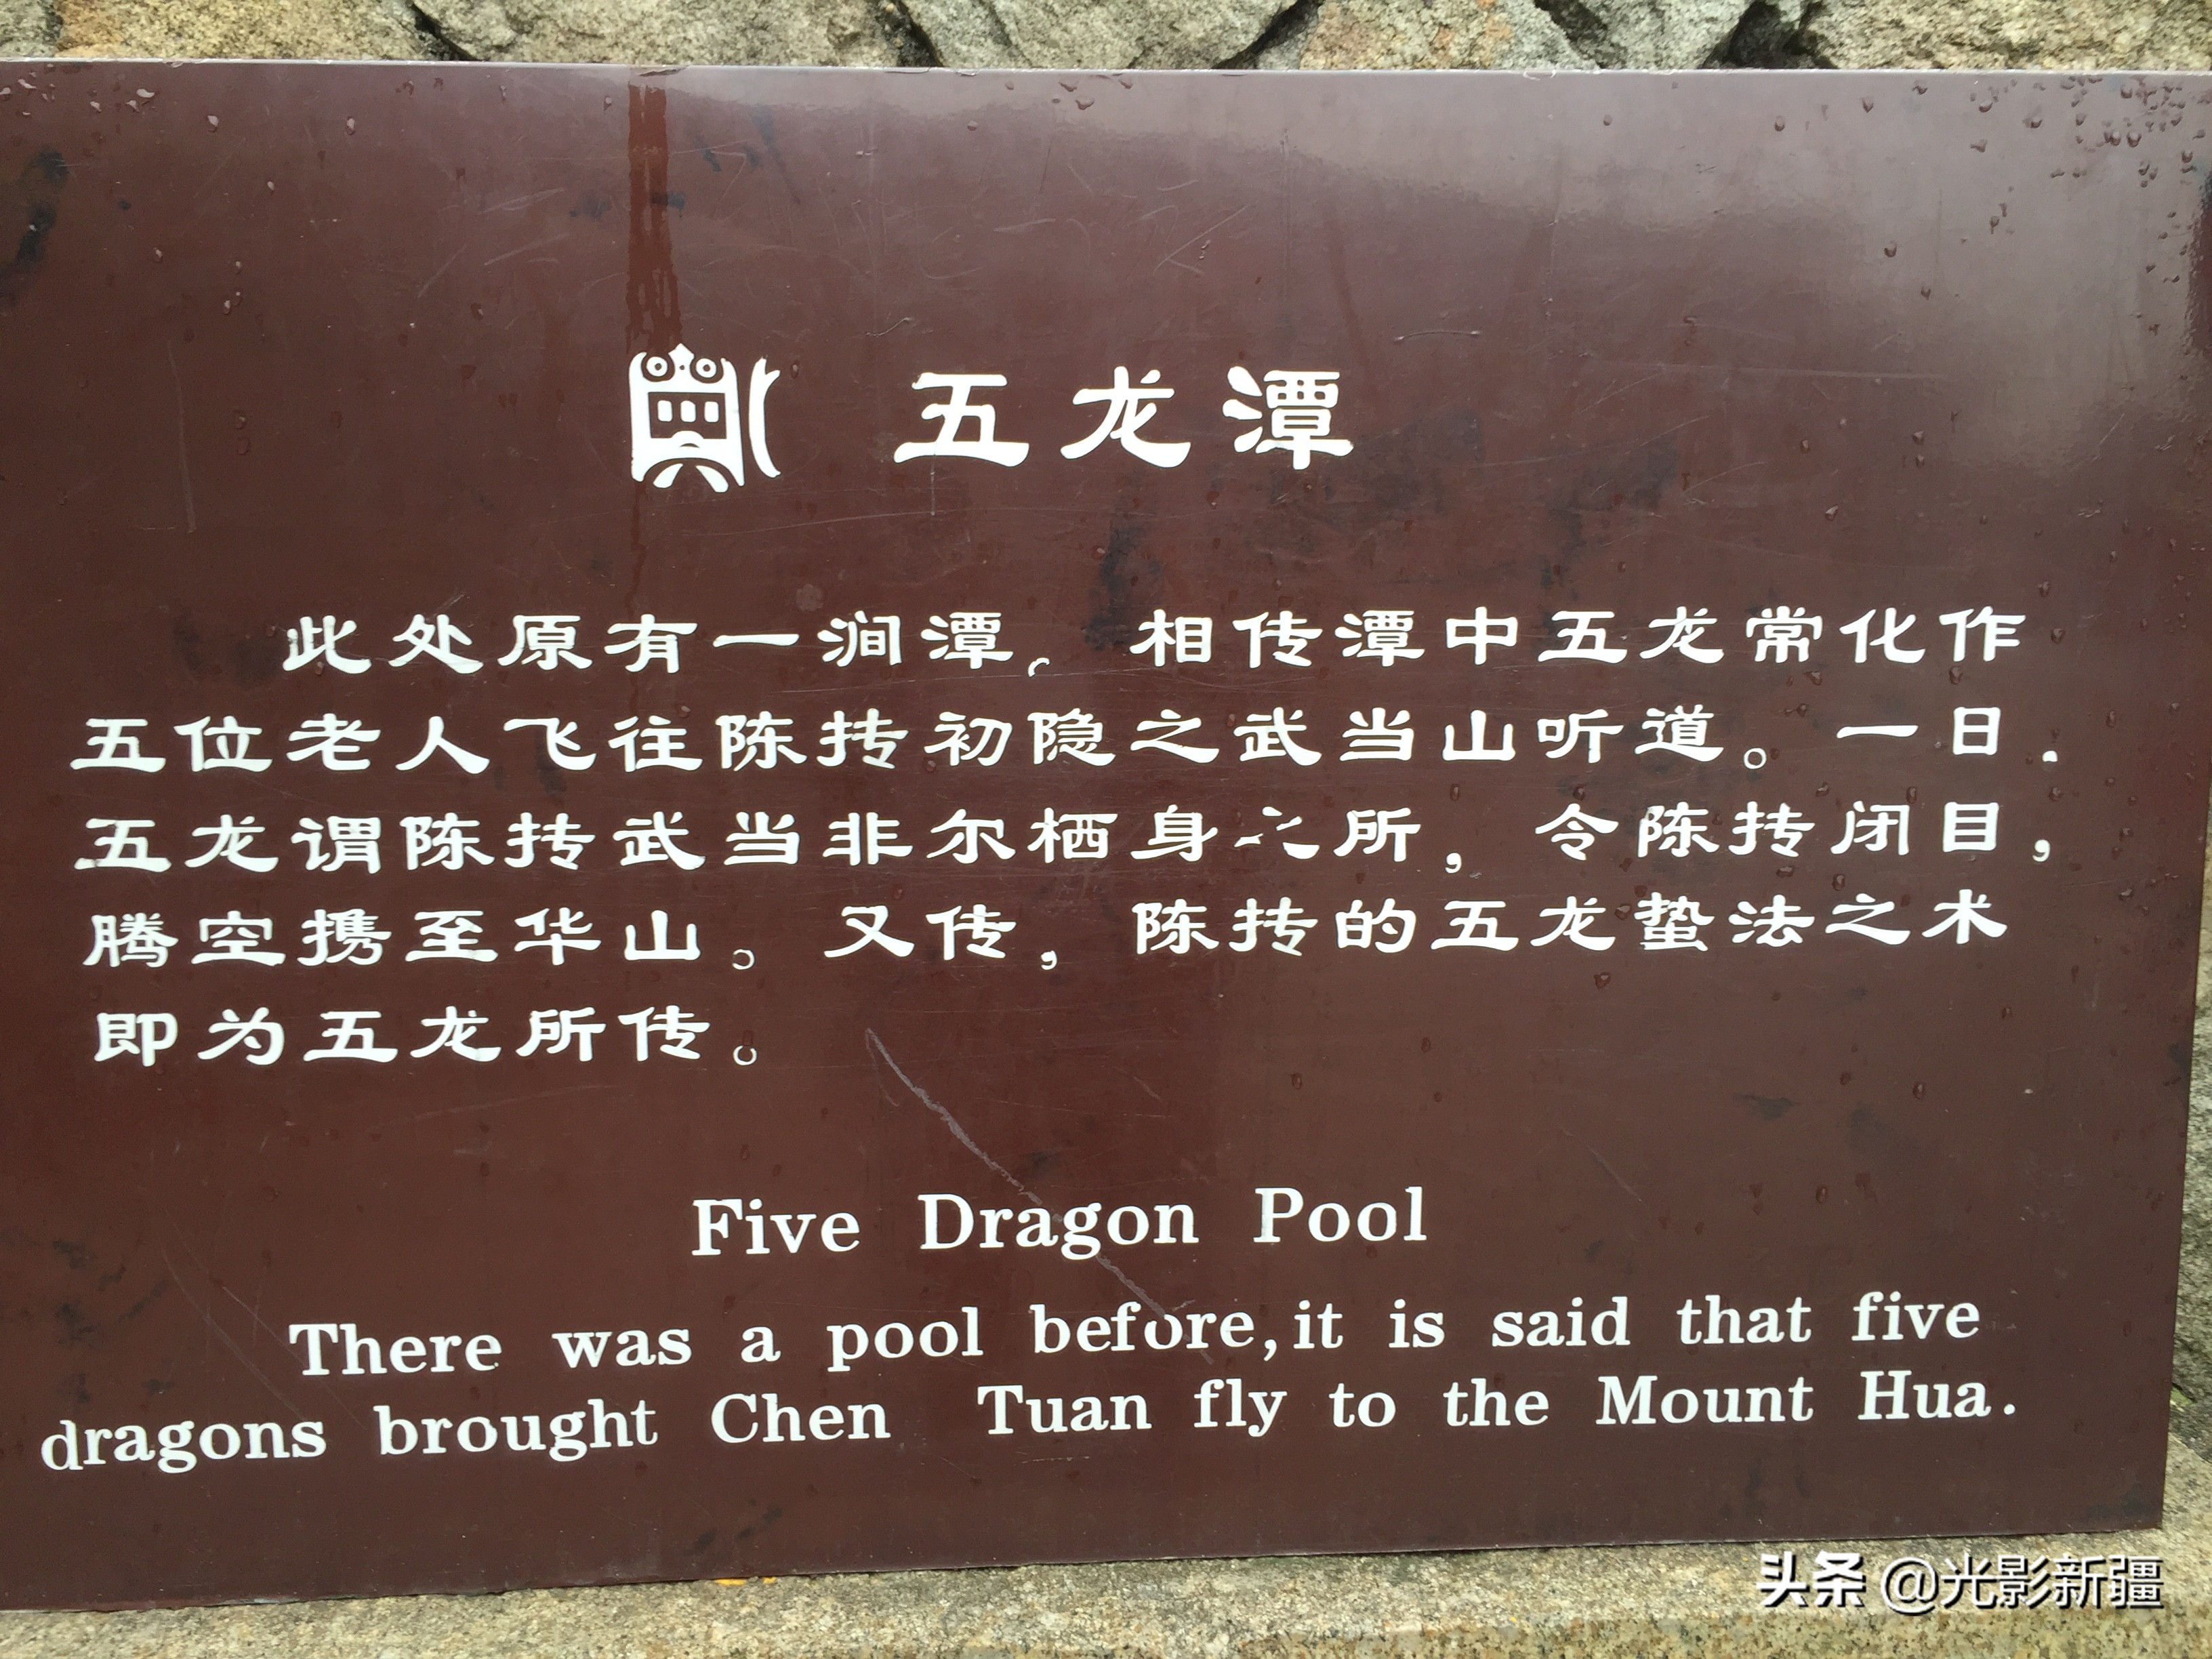 五龙潭
此处原有一涧潭，相传潭中五龙常化作
五位老人飞往陈抟初隐之武当山听道。一日.
五龙谓陈抟武当非尔栖身之所，令陈抟闭目，
腾空携至华山。又传，陈抟的五龙蛰法之术
即为五龙所传。
Five Dragon Pool
There was a pool before,it is said that five
dragons brought Chen Tuan fly to the Mount Hua.
头条 @光影新疆